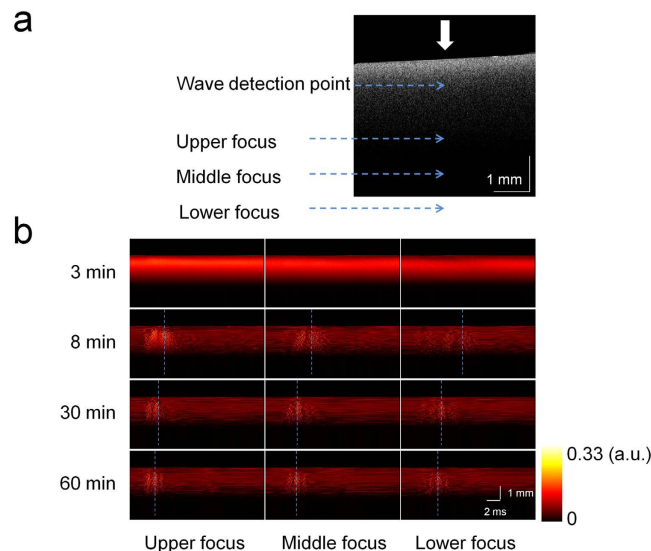 a
Wave detection point
Upper focus
Middle focus
1 mm
Lower focus
b
3 min
8 min
30 min
60 min
0.33 (a.u.)
1 mm
2 ms
0
Upper focus
Middle focus
Lower focus